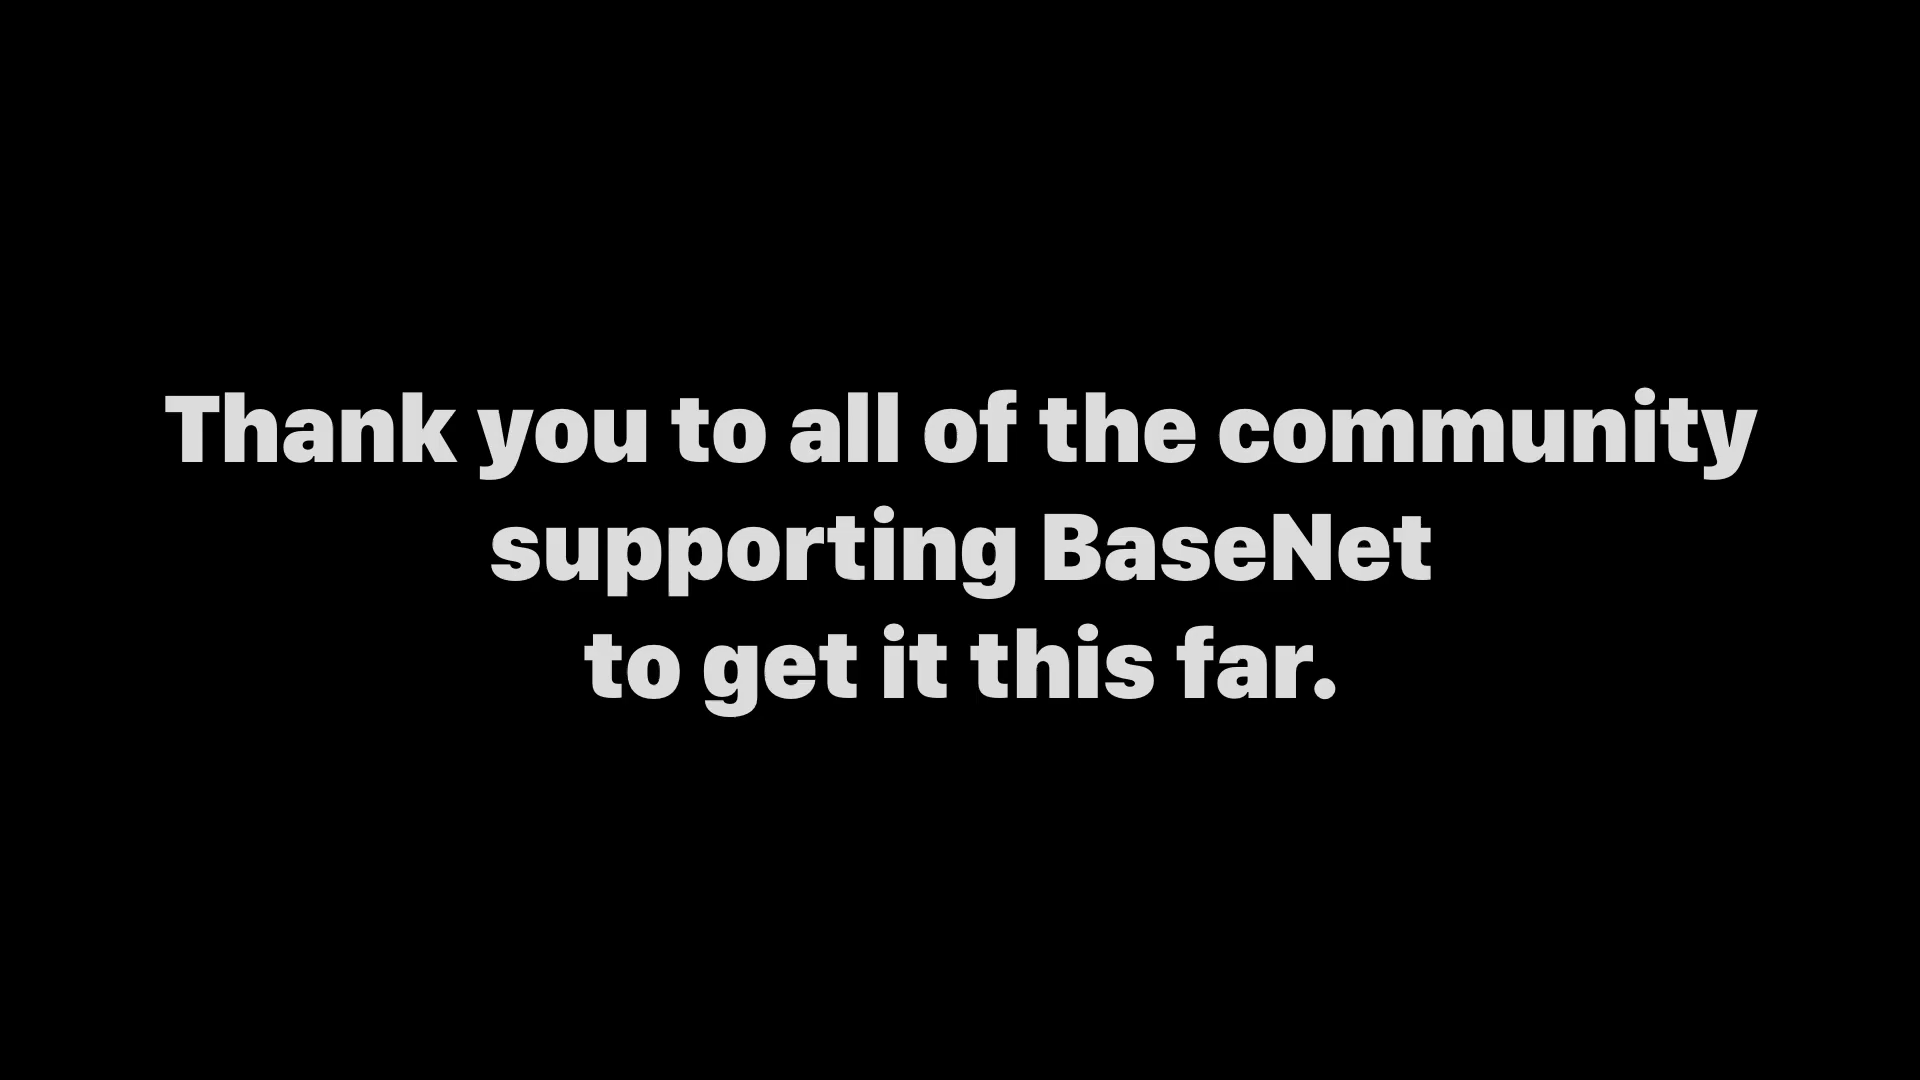 Thank you to all of the community
supporting BaseNet
to get it this far.